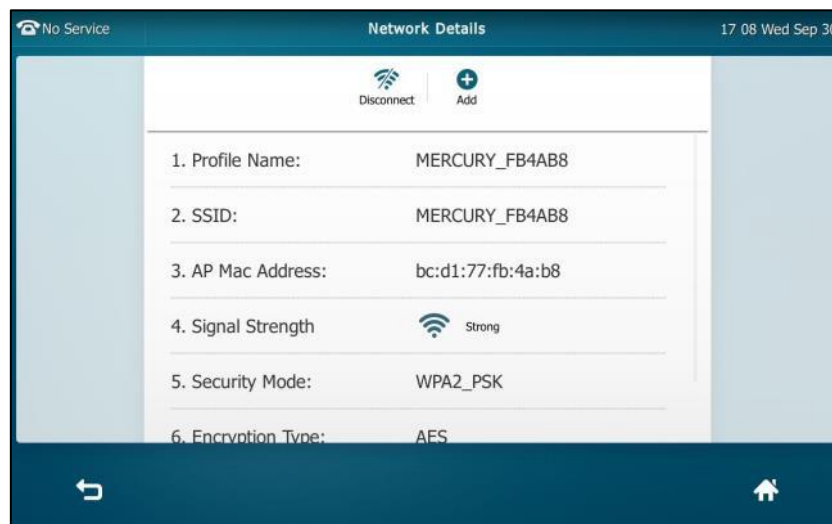 No Service Network Details 17 08 Wed Sep 30
Disconnect Add
1. Profile Name: MERCURY_FB4AB8
2. SSID: MERCURY_FB4AB8
3. AP Mac Address: bc:d1:77:fb:4a:b8
4. Signal Strength Strong
5. Security Mode: WPA2_PSK
6. Encryption Type: AES